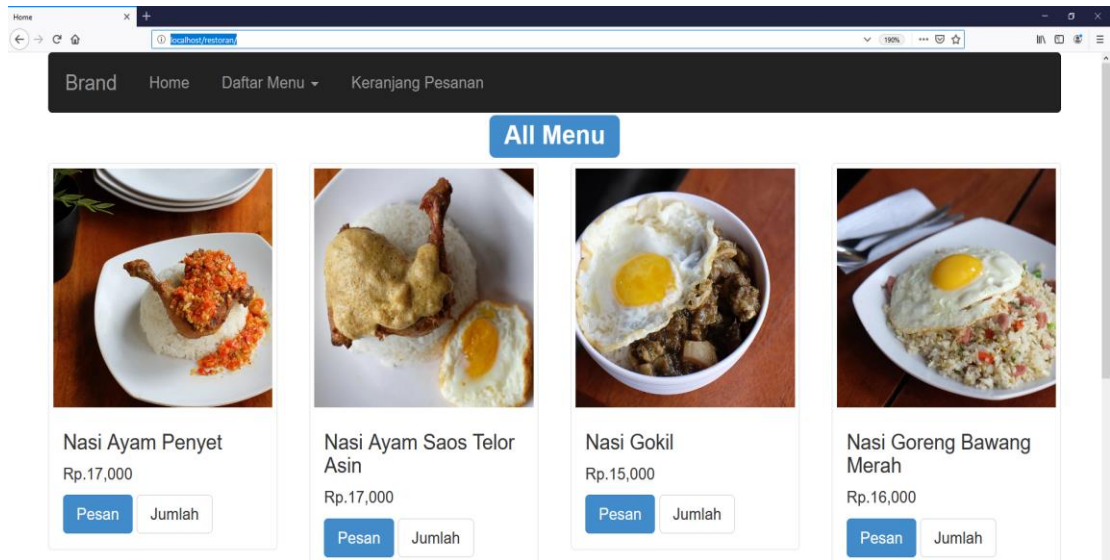 Home
localhost/restoran/
190%
Brand Home Daftar Menu Keranjang Pesanan
All Menu
Nasi Ayam Penyet
Rp.17,000
Pesan Jumlah
Nasi Ayam Saos Telor
Asin
Rp.17,000
Pesan Jumlah
Nasi Gokil
Rp.15,000
Pesan Jumlah
Nasi Goreng Bawang
Merah
Rp.16,000
Pesan Jumlah